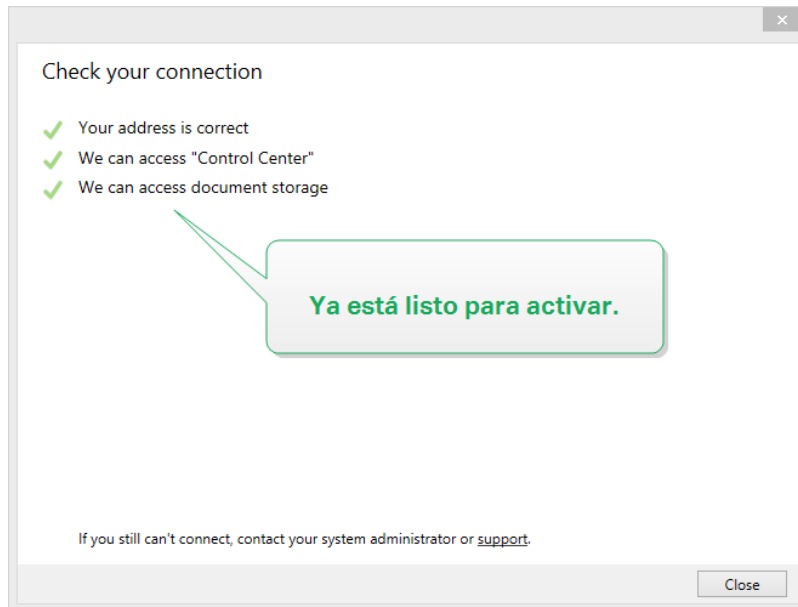 Check your connection
Your address is correct
We can access "Control Center"
We can access document storage
Ya está listo para activar.
If you still can't connect, contact your system administrator or support.
Close